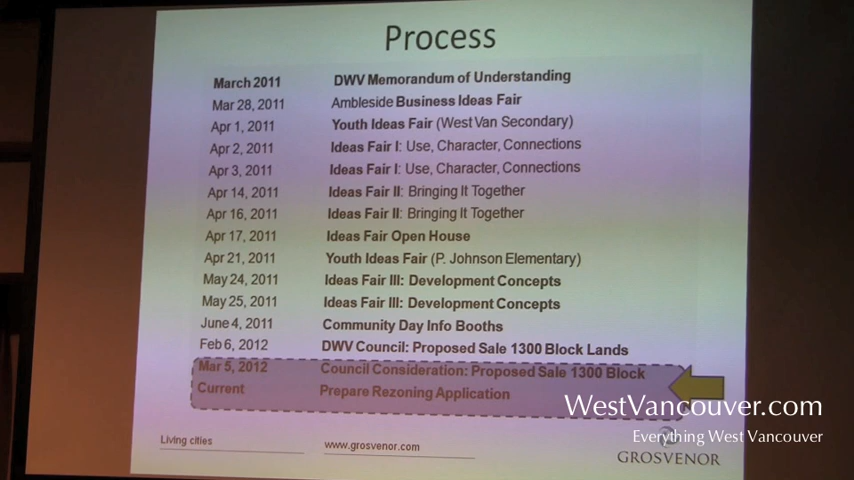 Process
March 2011 DWV Memorandum of Understanding
Mar 28, 2011 Ambleside Business Ideas Fair
Apr 1, 2011 Youth Ideas Fair (West Van Secondary)
Apr 2, 2011 Ideas Fair I: Use, Character, Connections
Apr 3, 2011 Ideas Fair I: Use, Character, Connections
Apr 14, 2011 Ideas Fair II: Bringing It Together
Apr 16, 2011 Ideas Fair II: Bringing It Together
Apr 17, 2011 Ideas Fair Open House
Apr 21, 2011 Youth Ideas Fair (P. Johnson Elementary)
May 24, 2011 Ideas Fair III: Development Concepts
May 25, 2011 Ideas Fair III: Development Concepts
June 4, 2011 Community Day Info Booths
Feb 6, 2012 DWV Council: Proposed Sale 1300 Block Lands
Mar 5, 2012 Council Consideration: Proposed Sale 1300 Block
Current Prepare Rezoning Application
WestVancouver.com
Everything West Vancouver
Living cities
www.grosvenor.com
GROSVENOR